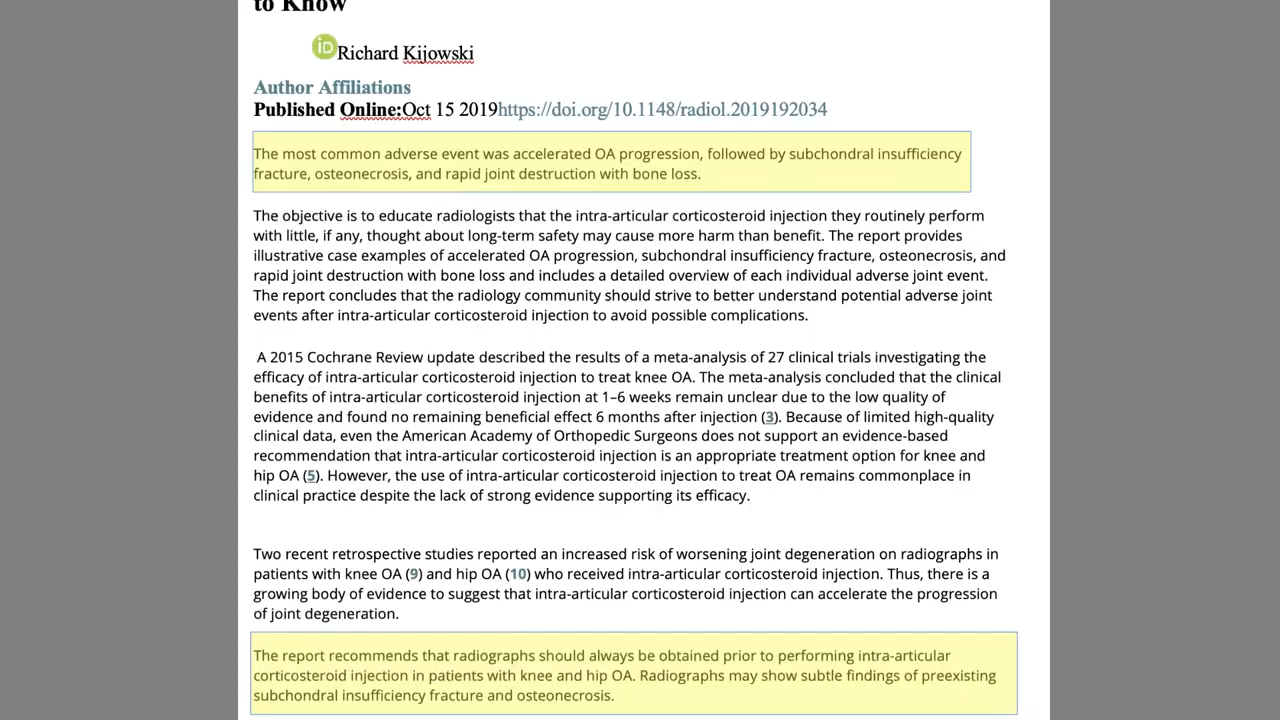 to Know
iD Richard Kijowski
Author Affiliations
Published Online:Oct 15 2019https://doi.org/10.1148/radiol.2019192034
The most common adverse event was accelerated OA progression, followed by subchondral insufficiency
fracture, osteonecrosis, and rapid joint destruction with bone loss.
The objective is to educate radiologists that the intra-articular corticosteroid injection they routinely perform
with little, if any, thought about long-term safety may cause more harm than benefit. The report provides
illustrative case examples of accelerated OA progression, subchondral insufficiency fracture, osteonecrosis, and
rapid joint destruction with bone loss and includes a detailed overview of each individual adverse joint event.
The report concludes that the radiology community should strive to better understand potential adverse joint
events after intra-articular corticosteroid injection to avoid possible complications.
A 2015 Cochrane Review update described the results of a meta-analysis of 27 clinical trials investigating the
efficacy of intra-articular corticosteroid injection to treat knee OA. The meta-analysis concluded that the clinical
benefits of intra-articular corticosteroid injection at 1–6 weeks remain unclear due to the low quality of
evidence and found no remaining beneficial effect 6 months after injection (3). Because of limited high-quality
clinical data, even the American Academy of Orthopedic Surgeons does not support an evidence-based
recommendation that intra-articular corticosteroid injection is an appropriate treatment option for knee and
hip OA (5). However, the use of intra-articular corticosteroid injection to treat OA remains commonplace in
clinical practice despite the lack of strong evidence supporting its efficacy.
Two recent retrospective studies reported an increased risk of worsening joint degeneration on radiographs in
patients with knee OA (9) and hip OA (10) who received intra-articular corticosteroid injection. Thus, there is a
growing body of evidence to suggest that intra-articular corticosteroid injection can accelerate the progression
of joint degeneration.
The report recommends that radiographs should always be obtained prior to performing intra-articular
corticosteroid injection in patients with knee and hip OA. Radiographs may show subtle findings of preexisting
subchondral insufficiency fracture and osteonecrosis.